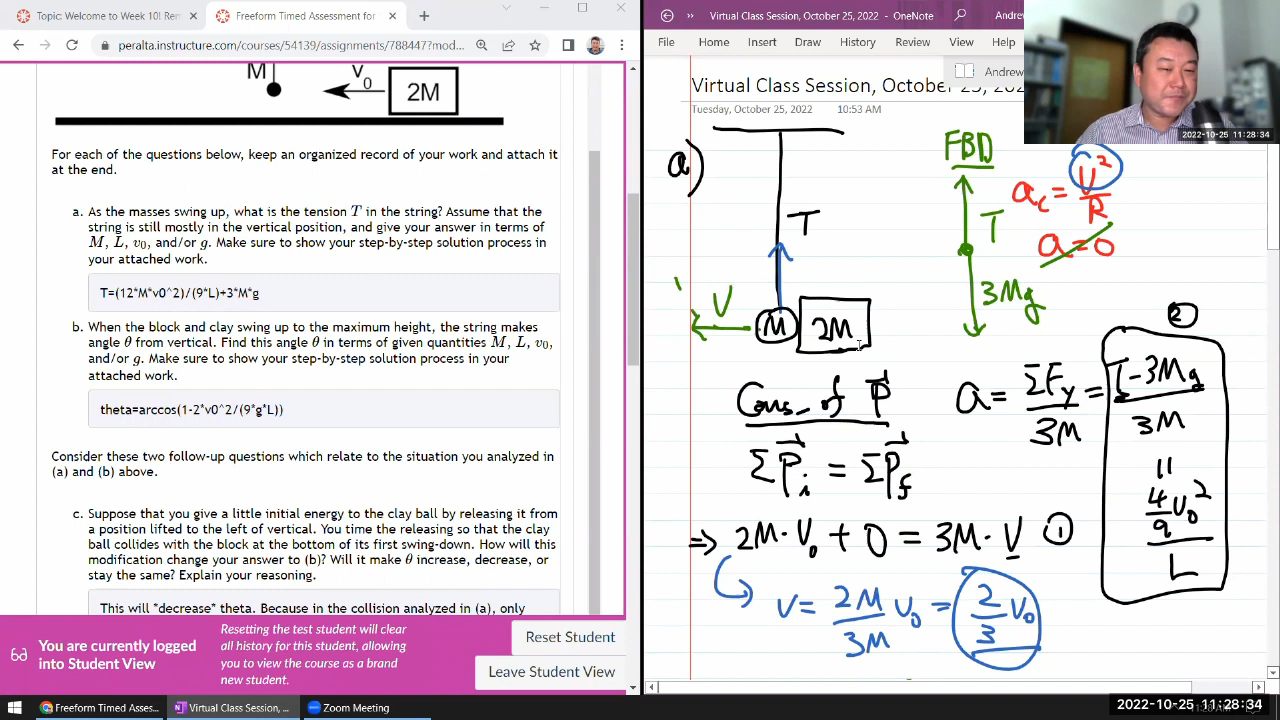 Topic: Welcome to Week 10! Rem
Freeform Timed Assessment for
peralta.instructure.com/courses/54139/assignments/788447?mod...
M
v0
2M
For each of the questions below, keep an organized record of your work and attach it
at the end.
a. As the masses swing up, what is the tension T in the string? Assume that the
string is still mostly in the vertical position, and give your answer in terms of
M, L, v0, and/or g. Make sure to show your step-by-step solution process in
your attached work.
T=(12*M*v0^2)/(9*L)+3*M*g
b. When the block and clay swing up to the maximum height, the string makes
angle θ from vertical. Find this angle θ in terms of given quantities M, L, v0,
and/or g. Make sure to show your step-by-step solution process in your
attached work.
theta=arccos(1-2*v0^2/(9*g*L))
Consider these two follow-up questions which relate to the situation you analyzed in
(a) and (b) above.
c. Suppose that you give a little initial energy to the clay ball by releasing it from
a position lifted to the left of vertical. You time the releasing so that the clay
ball collides with the block at the bottom of its first swing-down. How will this
modification change your answer to (b)? Will it make θ increase, decrease, or
stay the same? Explain your reasoning.
This will *decrease* theta. Because in the collision analyzed in (a), only
You are currently logged
into Student View
Resetting the test student will clear
all history for this student, allowing
you to view the course as a brand
new student.
Reset Student
Leave Student View
Freeform Timed Asses...
Virtual Class Session,...
Zoom Meeting
Virtual Class Session, October 25, 2022 - OneNote
Andrew
File Home Insert Draw History Review View
Andrew
Virtual Class Session, October 25, 202
Tuesday, October 25, 2022 10:53 AM
2022-10-25 11:28:34
a)
T
V
M
2M
FBD
T
3Mg
ac = V²/R
a = 0
Cons. of P
ΣPi = ΣPf
⇒ 2M·V0 + 0 = 3M·V ①
V = 2M/3M V0 = 2/3 V0
②
a = ΣFy/3M = T-3Mg/3M
=
4/9 V0² / L
2022-10-25 11:28:34